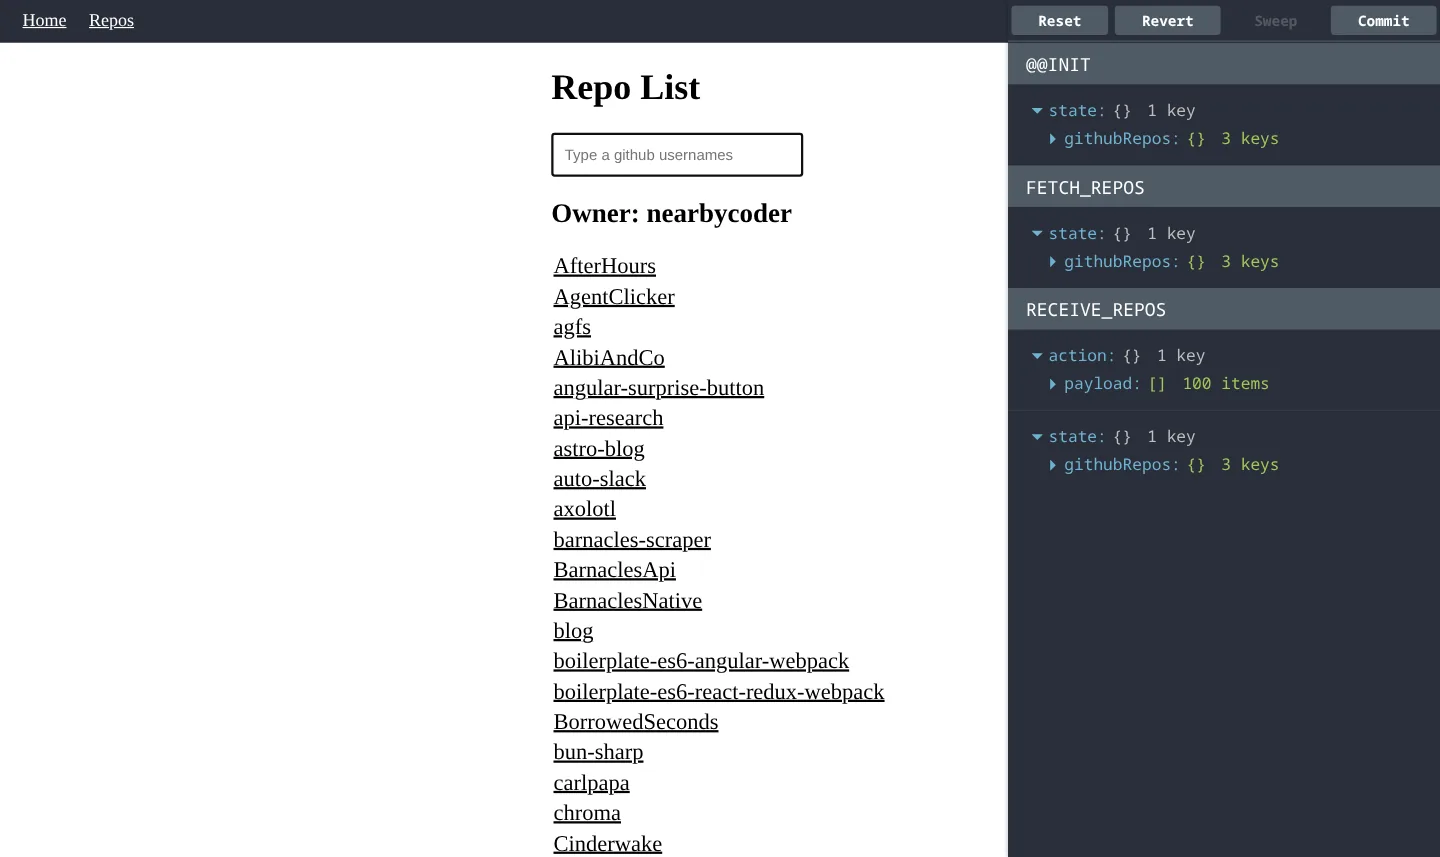 Home Repos
Reset Revert Sweep Commit
Repo List
Type a github usernames
Owner: nearbycoder
AfterHours
AgentClicker
agfs
AlibiAndCo
angular-surprise-button
api-research
astro-blog
auto-slack
axolotl
barnacles-scraper
BarnaclesApi
BarnaclesNative
blog
boilerplate-es6-angular-webpack
boilerplate-es6-react-redux-webpack
BorrowedSeconds
bun-sharp
carlpapa
chroma
Cinderwake
@@INIT
state: {} 1 key
githubRepos: {} 3 keys
FETCH_REPOS
state: {} 1 key
githubRepos: {} 3 keys
RECEIVE_REPOS
action: {} 1 key
payload: [] 100 items
state: {} 1 key
githubRepos: {} 3 keys